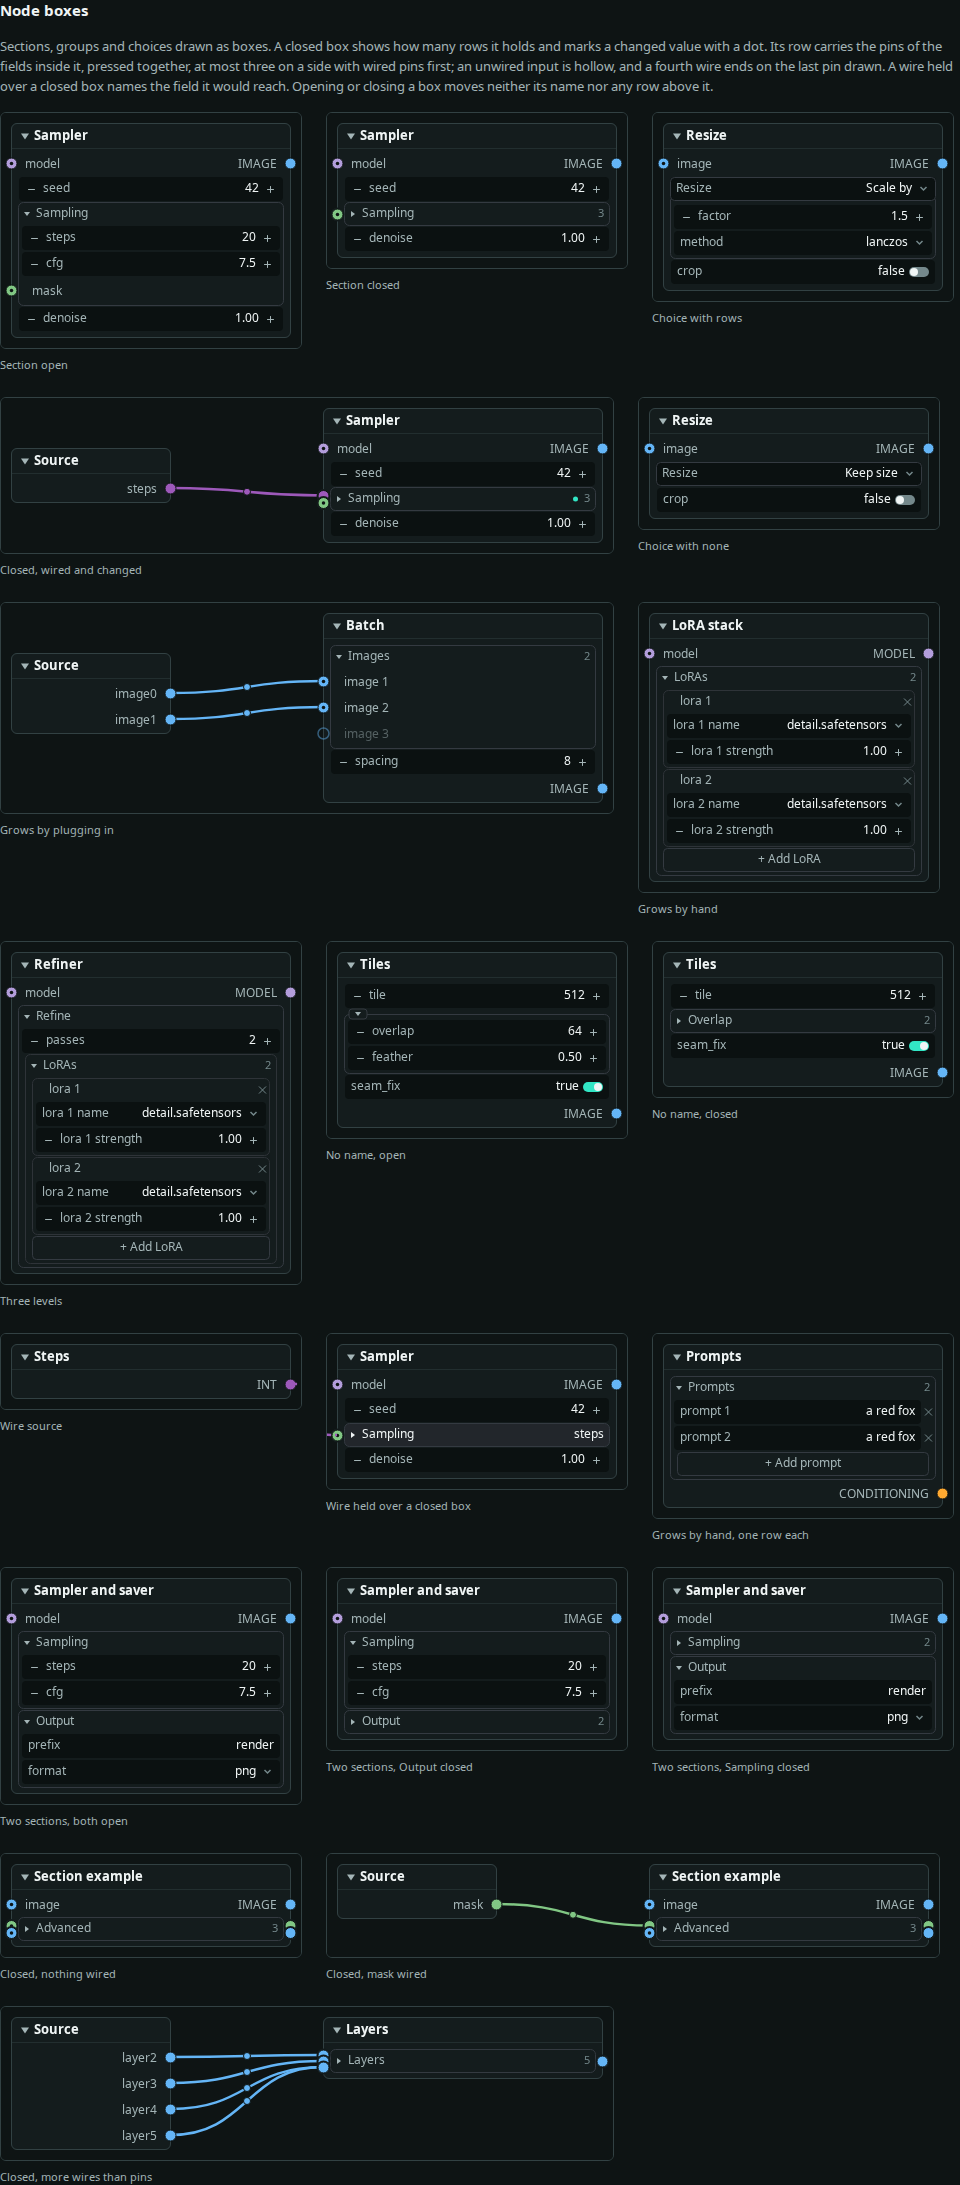 Node boxes
Sections, groups and choices drawn as boxes. A closed box shows how many rows it holds and marks a changed value with a dot. Its row carries the pins of the
fields inside it, pressed together, at most three on a side with wired pins first; an unwired input is hollow, and a fourth wire ends on the last pin drawn. A wire held
over a closed box names the field it would reach. Opening or closing a box moves neither its name nor any row above it.
Sampler
model IMAGE
– seed 42 +
Sampling
– steps 20 +
– cfg 7.5 +
mask
– denoise 1.00 +
Section open
Sampler
model IMAGE
– seed 42 +
Sampling 3
– denoise 1.00 +
Section closed
Resize
image IMAGE
Resize Scale by
– factor 1.5 +
method lanczos
crop false
Choice with rows
Source
steps
Sampler
model IMAGE
– seed 42 +
Sampling 3
– denoise 1.00 +
Closed, wired and changed
Resize
image IMAGE
Resize Keep size
crop false
Choice with none
Source
image0
image1
Batch
Images 2
image 1
image 2
image 3
– spacing 8 +
IMAGE
Grows by plugging in
LoRA stack
model MODEL
LoRAs 2
lora 1 ×
lora 1 name detail.safetensors
– lora 1 strength 1.00 +
lora 2 ×
lora 2 name detail.safetensors
– lora 2 strength 1.00 +
+ Add LoRA
Grows by hand
Refiner
model MODEL
Refine
– passes 2 +
LoRAs 2
lora 1 ×
lora 1 name detail.safetensors
– lora 1 strength 1.00 +
lora 2 ×
lora 2 name detail.safetensors
– lora 2 strength 1.00 +
+ Add LoRA
Three levels
Tiles
– tile 512 +
– overlap 64 +
– feather 0.50 +
seam_fix true
IMAGE
No name, open
Tiles
– tile 512 +
Overlap 2
seam_fix true
IMAGE
No name, closed
Steps
INT
Wire source
Sampler
model IMAGE
– seed 42 +
Sampling steps
– denoise 1.00 +
Wire held over a closed box
Prompts
Prompts 2
prompt 1 a red fox ×
prompt 2 a red fox ×
+ Add prompt
CONDITIONING
Grows by hand, one row each
Sampler and saver
model IMAGE
Sampling
– steps 20 +
– cfg 7.5 +
Output
prefix render
format png
Two sections, both open
Sampler and saver
model IMAGE
Sampling
– steps 20 +
– cfg 7.5 +
Output 2
Two sections, Output closed
Sampler and saver
model IMAGE
Sampling 2
Output
prefix render
format png
Two sections, Sampling closed
Section example
image IMAGE
Advanced 3
Closed, nothing wired
Source
mask
Section example
image IMAGE
Advanced 3
Closed, mask wired
Source
layer2
layer3
layer4
layer5
Layers
Layers 5
Closed, more wires than pins